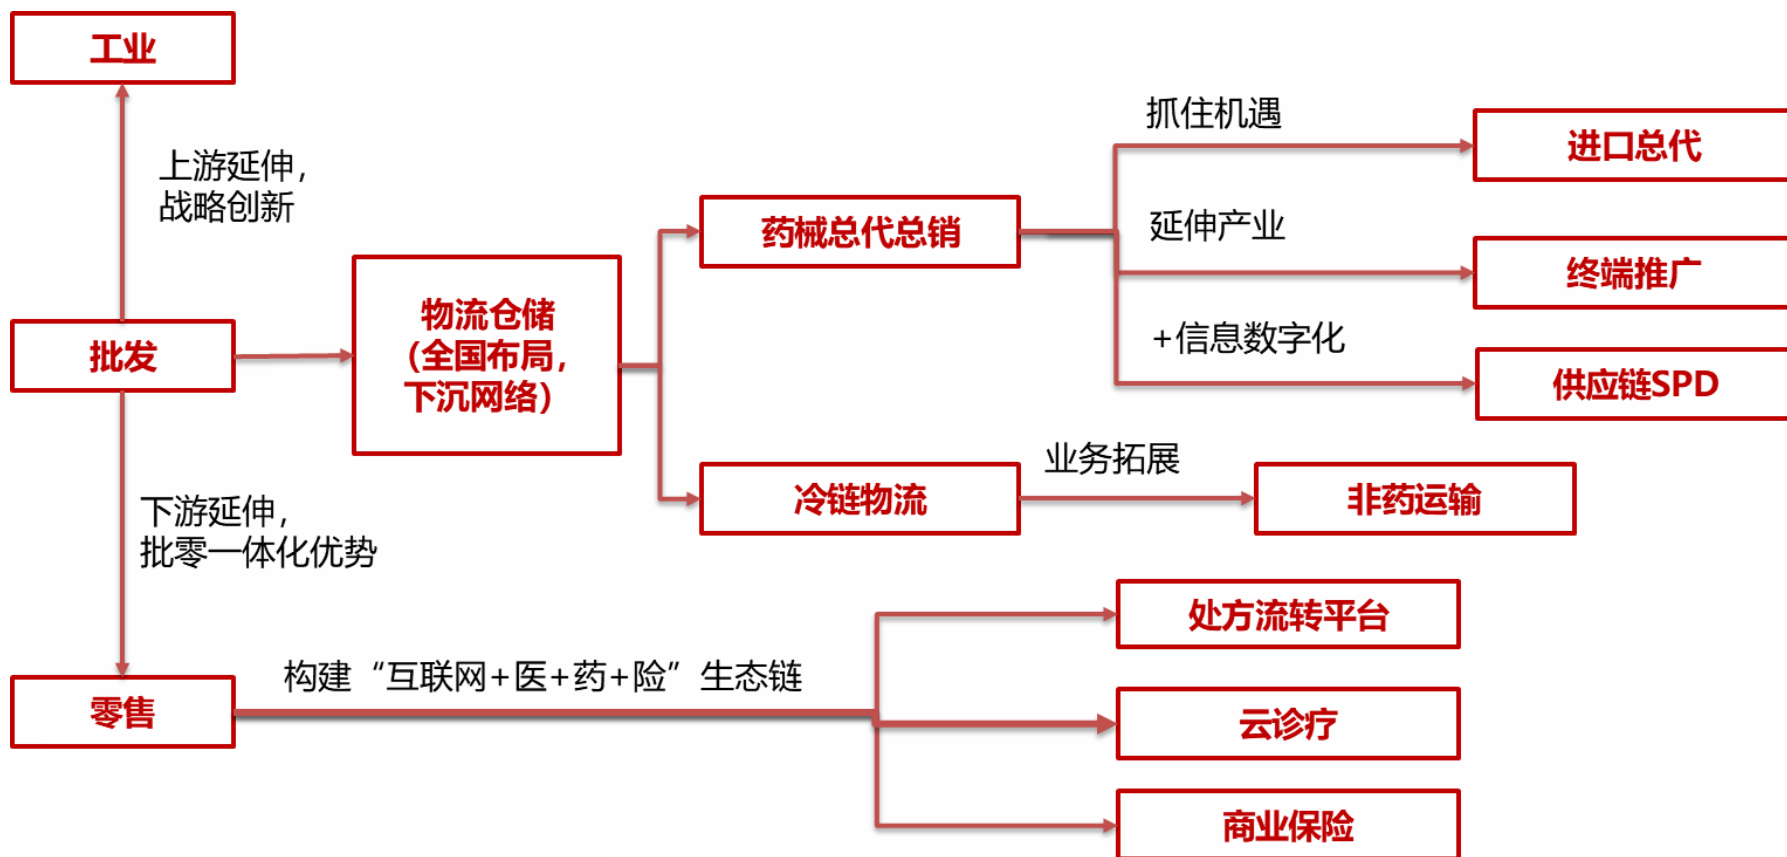 工业
上游延伸，
战略创新
批发
下游延伸，
批零一体化优势
零售
物流仓储
（全国布局，
下沉网络）
药械总代总销
抓住机遇
进口总代
延伸产业
终端推广
+信息数字化
供应链SPD
冷链物流
业务拓展
非药运输
构建“互联网+医+药+险”生态链
处方流转平台
云诊疗
商业保险